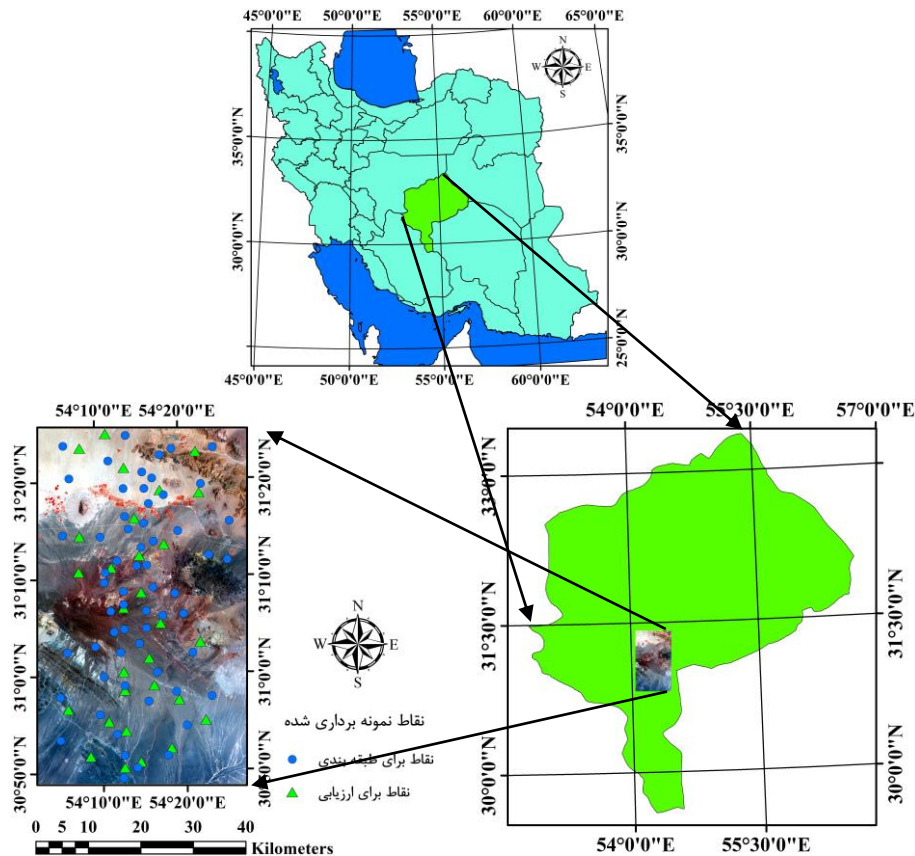 45°0'0"E 50°0'0"E 55°0'0"E 60°0'0"E 65°0'0"E
N
W E
S
35°0'0"N 35°0'0"N
30°0'0"N 30°0'0"N
25°0'0"N
45°0'0"E 50°0'0"E 55°0'0"E 60°0'0"E
54°10'0"E 54°20'0"E
31°20'0"N 31°20'0"N
31°10'0"N 31°10'0"N
31°0'0"N 31°0'0"N
30°50'0"N
54°10'0"E 54°20'0"E
0 5 10 20 30 40
Kilometers
N
W E
S
نقاط نمونه برداری شده
نقاط برای طبقه بندی
نقاط برای ارزیابی
54°0'0"E 55°30'0"E 57°0'0"E
33°0'0"N 33°0'0"N
31°30'0"N 31°30'0"N
30°0'0"N 30°0'0"N
54°0'0"E 55°30'0"E